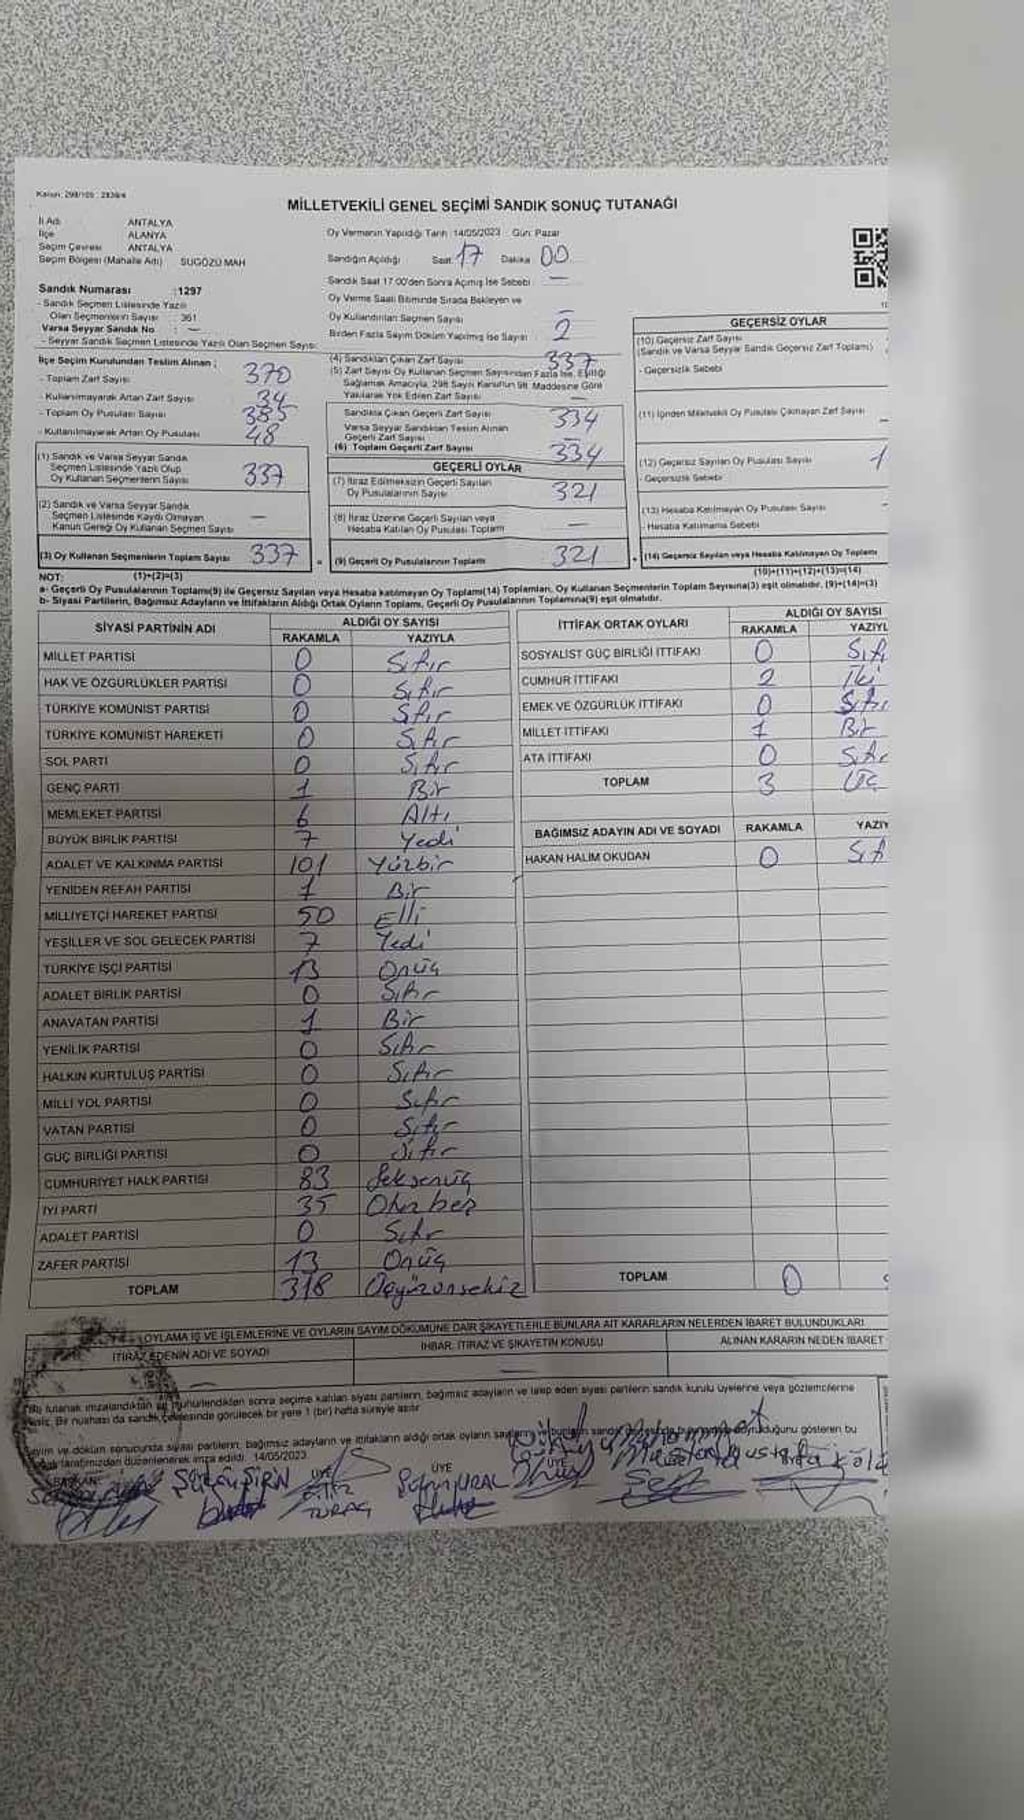 Kanun: 298/105 : 2839/4
MİLLETVEKİLİ GENEL SEÇİMİ SANDIK SONUÇ TUTANAĞI
İl Adı : ANTALYA
İlçe : ALANYA
Seçim Çevresi : ANTALYA
Seçim Bölgesi (Mahalle Adı) : SUGÖZÜ MAH
Sandık Numarası :1297
- Sandık Seçmen Listesinde Yazılı
Olan Seçmenlerin Sayısı : 361
Varsa Seyyar Sandık No : —
- Seyyar Sandık Seçmen Listesinde Yazılı Olan Seçmen Sayısı:
Oy Vermenin Yapıldığı Tarih :14/05/2023 Gün: Pazar
Sandığın Açıldığı Saat 17 Dakika 00
Sandık Saat 17:00'den Sonra Açılmış İse Sebebi : —
Oy Verme Saati Bitiminde Sırada Bekleyen ve
Oy Kullandırılan Seçmen Sayısı : —
Birden Fazla Sayım Döküm Yapılmış İse Sayısı : 2
İlçe Seçim Kurulundan Teslim Alınan ;
- Toplam Zarf Sayısı 370
- Kullanılmayarak Artan Zarf Sayısı 34
- Toplam Oy Pusulası Sayısı 385
- Kullanılmayarak Artan Oy Pusulası 48
(1) Sandık ve Varsa Seyyar Sandık
Seçmen Listesinde Yazılı Olup
Oy Kullanan Seçmenlerin Sayısı 337
(2) Sandık ve Varsa Seyyar Sandık
Seçmen Listesinde Kaydı Olmayan
Kanun Gereği Oy Kullanan Seçmen Sayısı —
(3) Oy Kullanan Seçmenlerin Toplam Sayısı 337
(1)+(2)=(3)
(4) Sandıktan Çıkan Zarf Sayısı 337
(5) Zarf Sayısı Oy Kullanan Seçmen Sayısından Fazla İse, Eşitliği
Sağlamak Amacıyla, 298 Sayılı Kanun'un 98. Maddesine Göre
Yakılarak Yok Edilen Zarf Sayısı —
Sandıkta Çıkan Geçerli Zarf Sayısı 334
Varsa Seyyar Sandıktan Teslim Alınan
Geçerli Zarf Sayısı —
(6) Toplam Geçerli Zarf Sayısı 334
GEÇERLİ OYLAR
(7) İtiraz Edilmeksizin Geçerli Sayılan
Oy Pusulalarının Sayısı 321
(8) İtiraz Üzerine Geçerli Sayılan veya
Hesaba Katılan Oy Pusulası Toplamı —
(9) Geçerli Oy Pusulalarının Toplamı 321
GEÇERSİZ OYLAR
(10) Geçersiz Zarf Sayısı
(Sandık ve Varsa Seyyar Sandık Geçersiz Zarf Toplamı)
- Geçersizlik Sebebi
(11) İçinden Milletvekili Oy Pusulası Çıkmayan Zarf Sayısı
(12) Geçersiz Sayılan Oy Pusulası Sayısı 1
- Geçersizlik Sebebi
(13) Hesaba Katılmayan Oy Pusulası Sayısı
- Hesaba Katılmama Sebebi
(14) Geçersiz Sayılan veya Hesaba Katılmayan Oy Toplamı
(10)+(11)+(12)+(13)=(14)
NOT:
a- Geçerli Oy Pusulalarının Toplamı(9) ile Geçersiz Sayılan veya Hesaba katılmayan Oy Toplamı(14) Toplamları, Oy Kullanan Seçmenlerin Toplam Sayısına(3) eşit olmalıdır, (9)+(14)=(3)
b- Siyasi Partilerin, Bağımsız Adayların ve İttifakların Aldığı Ortak Oyların Toplamı, Geçerli Oy Pusulalarının Toplamına(9) eşit olmalıdır.
SİYASİ PARTİNİN ADI ALDIĞI OY SAYISI
RAKAMLA YAZIYLA
MİLLET PARTİSİ 0 Sıfır
HAK VE ÖZGÜRLÜKLER PARTİSİ 0 Sıfır
TÜRKİYE KOMÜNİST PARTİSİ 0 Sıfır
TÜRKİYE KOMÜNİST HAREKETİ 0 Sıfır
SOL PARTİ 0 Sıfır
GENÇ PARTİ 1 Bir
MEMLEKET PARTİSİ 6 Altı
BÜYÜK BİRLİK PARTİSİ 7 Yedi
ADALET VE KALKINMA PARTİSİ 101 Yüzbir
YENİDEN REFAH PARTİSİ 1 Bir
MİLLİYETÇİ HAREKET PARTİSİ 50 Elli
YEŞİLLER VE SOL GELECEK PARTİSİ 7 Yedi
TÜRKİYE İŞÇİ PARTİSİ 13 Onüç
ADALET BİRLİK PARTİSİ 0 Sıfır
ANAVATAN PARTİSİ 1 Bir
YENİLİK PARTİSİ 0 Sıfır
HALKIN KURTULUŞ PARTİSİ 0 Sıfır
MİLLİ YOL PARTİSİ 0 Sıfır
VATAN PARTİSİ 0 Sıfır
GÜÇ BİRLİĞİ PARTİSİ 0 Sıfır
CUMHURİYET HALK PARTİSİ 83 Seksenüç
İYİ PARTİ 35 Otuzbeş
ADALET PARTİSİ 0 Sıfır
ZAFER PARTİSİ 13 Onüç
TOPLAM 318 Üçyüzonsekiz
İTTİFAK ORTAK OYLARI ALDIĞI OY SAYISI
RAKAMLA YAZIYL
SOSYALİST GÜÇ BİRLİĞİ İTTİFAKI 0 Sıfı
CUMHUR İTTİFAKI 2 İki
EMEK VE ÖZGÜRLÜK İTTİFAKI 0 Sıfır
MİLLET İTTİFAKI 1 Bir
ATA İTTİFAKI 0 Sıfır
TOPLAM 3 Üç
BAĞIMSIZ ADAYIN ADI VE SOYADI RAKAMLA YAZIY
HAKAN HALİM OKUDAN 0 Sıfı
TOPLAM 0
OYLAMA İŞ VE İŞLEMLERİNE VE OYLARIN SAYIM DÖKÜMÜNE DAİR ŞİKAYETLERLE BUNLARA AİT KARARLARIN NELERDEN İBARET BULUNDUKLARI
İTİRAZ EDENİN ADI VE SOYADI İHBAR, İTİRAZ VE ŞİKAYETİN KONUSU ALINAN KARARIN NEDEN İBARET
— —
tutanak imzalandıktan ve mühürlendikten sonra seçime katılan siyasi partilerin, bağımsız adayların ve talep eden siyasi partilerin sandık kurulu üyelerine veya gözlemcilerine
Bir nüshası da sandık çevresinde görülecek bir yere 1 (bir) hafta süreyle asılır.
ve döküm sonucunda siyasi partilerin, bağımsız adayların ve ittifakların aldığı ortak oyların gösteren bu
tarafımızdan düzenlenerek imza edildi. 14/05/2023
BAŞKAN ÜYE ÜYE ÜYE